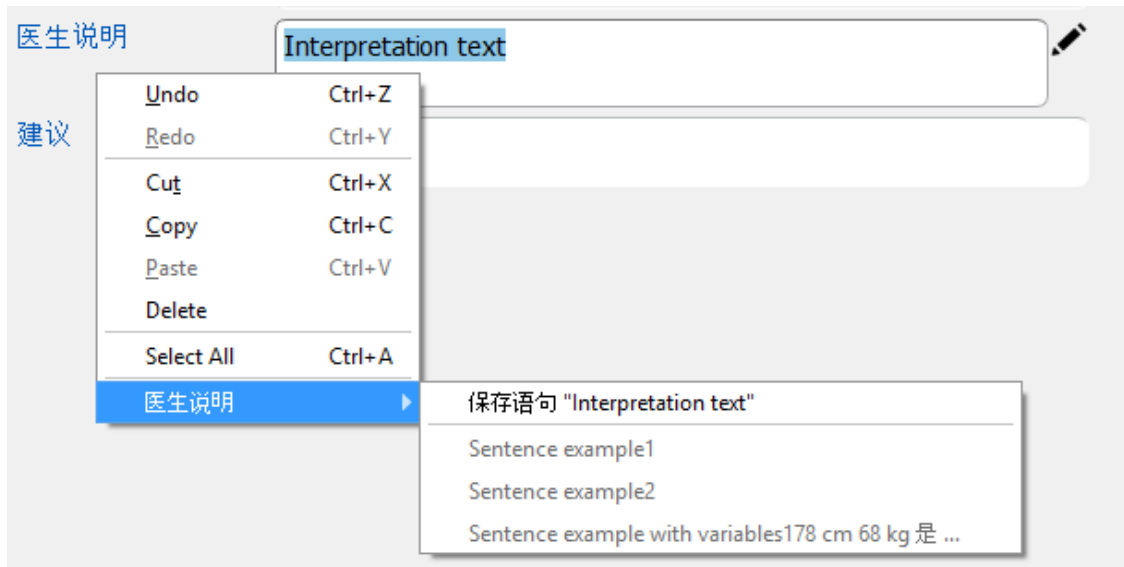 医生说明
Interpretation text
Undo Ctrl+Z
建议
Redo Ctrl+Y
Cut Ctrl+X
Copy Ctrl+C
Paste Ctrl+V
Delete
Select All Ctrl+A
医生说明
保存语句 "Interpretation text"
Sentence example1
Sentence example2
Sentence example with variables178 cm 68 kg 是 ...